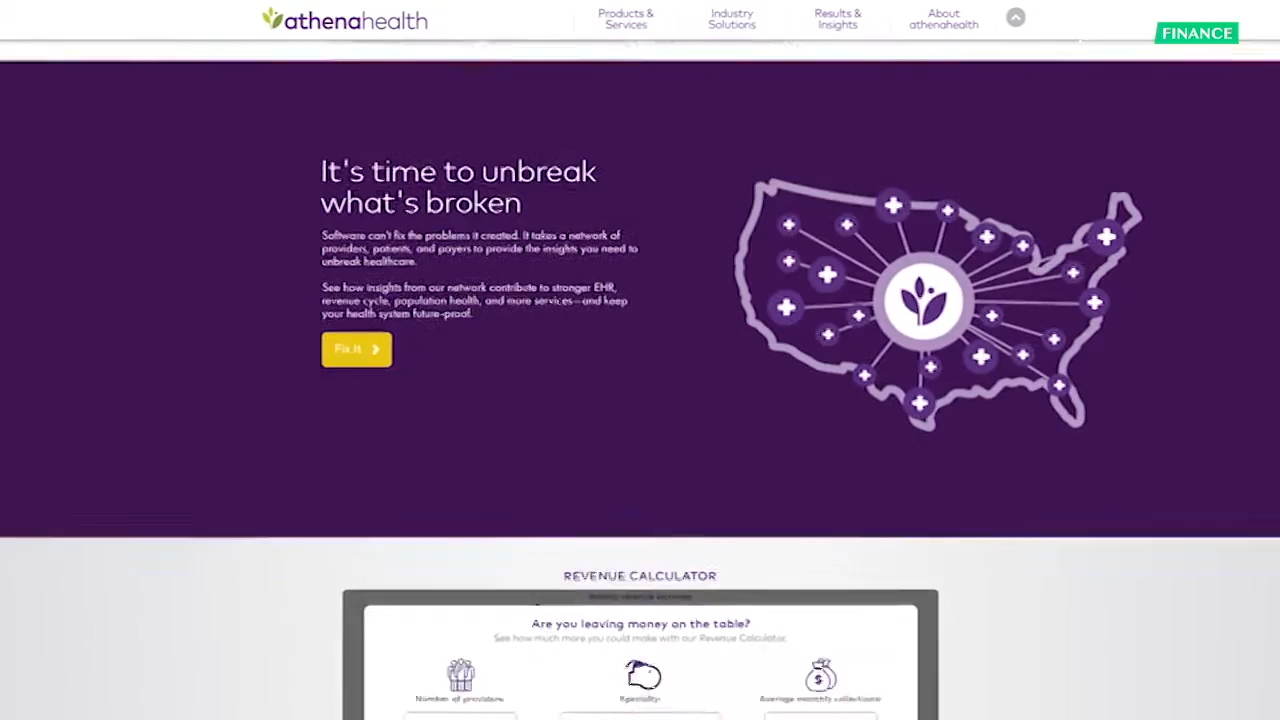 athenahealth
Products &
Services
Industry
Solutions
Results &
Insights
About
athenahealth
FINANCE
It's time to unbreak
what's broken
Software can't fix the problems it created. It takes a network of
providers, patients, and payers to provide the insights you need to
unbreak healthcare.
See how insights from our network contribute to stronger EHR,
revenue cycle, population health, and more services—and keep
your health system future-proof.
Fix It
REVENUE CALCULATOR
Are you leaving money on the table?
See how much more you could make with our Revenue Calculator.
Number of providers
Specialty
Average monthly collections
$